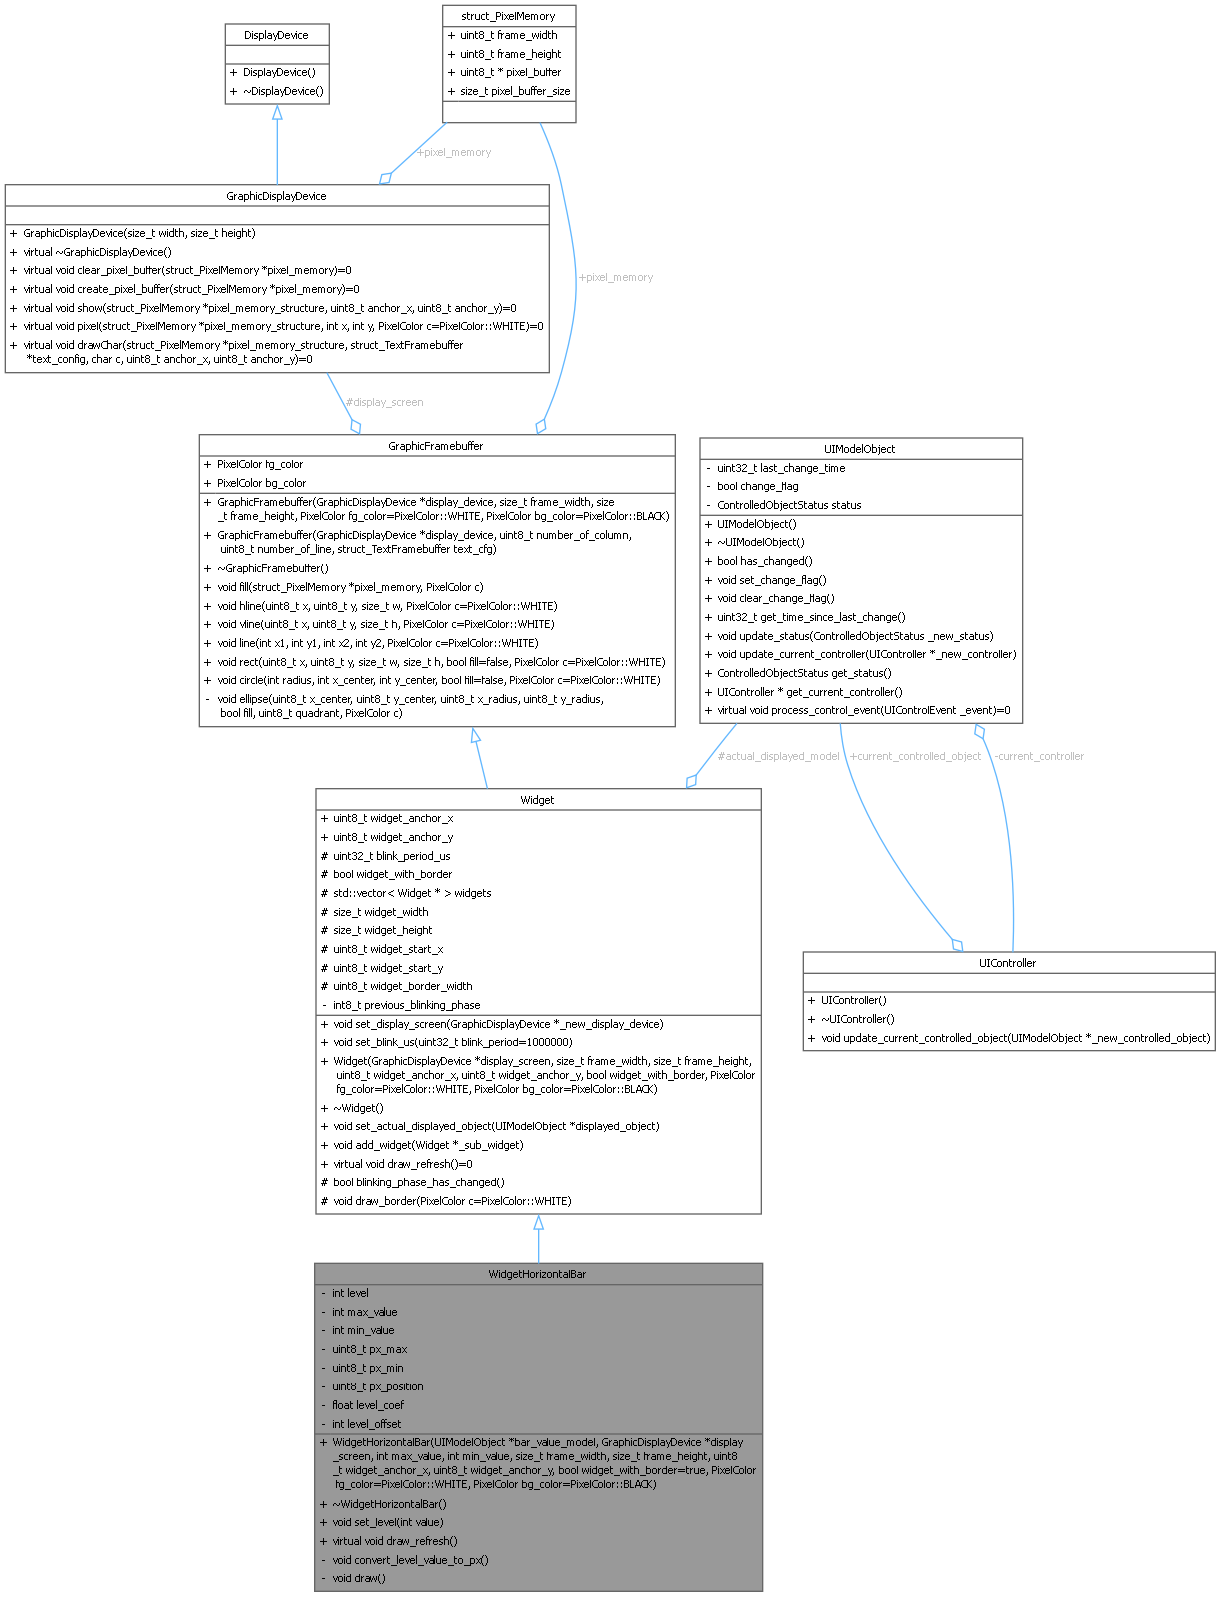 struct_PixelMemory
+ uint8_t frame_width
+ uint8_t frame_height
+ uint8_t * pixel_buffer
+ size_t pixel_buffer_size
DisplayDevice
+ DisplayDevice()
+ ~DisplayDevice()
+pixel_memory
GraphicDisplayDevice
+ GraphicDisplayDevice(size_t width, size_t height)
+ virtual ~GraphicDisplayDevice()
+ virtual void clear_pixel_buffer(struct_PixelMemory *pixel_memory)=0
+ virtual void create_pixel_buffer(struct_PixelMemory *pixel_memory)=0
+ virtual void show(struct_PixelMemory *pixel_memory_structure, uint8_t anchor_x, uint8_t anchor_y)=0
+ virtual void pixel(struct_PixelMemory *pixel_memory_structure, int x, int y, PixelColor c=PixelColor::WHITE)=0
+ virtual void drawChar(struct_PixelMemory *pixel_memory_structure, struct_TextFramebuffer
*text_config, char c, uint8_t anchor_x, uint8_t anchor_y)=0
+pixel_memory
#display_screen
GraphicFramebuffer
+ PixelColor fg_color
+ PixelColor bg_color
+ GraphicFramebuffer(GraphicDisplayDevice *display_device, size_t frame_width, size
_t frame_height, PixelColor fg_color=PixelColor::WHITE, PixelColor bg_color=PixelColor::BLACK)
+ GraphicFramebuffer(GraphicDisplayDevice *display_device, uint8_t number_of_column,
uint8_t number_of_line, struct_TextFramebuffer text_cfg)
+ ~GraphicFramebuffer()
+ void fill(struct_PixelMemory *pixel_memory, PixelColor c)
+ void hline(uint8_t x, uint8_t y, size_t w, PixelColor c=PixelColor::WHITE)
+ void vline(uint8_t x, uint8_t y, size_t h, PixelColor c=PixelColor::WHITE)
+ void line(int x1, int y1, int x2, int y2, PixelColor c=PixelColor::WHITE)
+ void rect(uint8_t x, uint8_t y, size_t w, size_t h, bool fill=false, PixelColor c=PixelColor::WHITE)
+ void circle(int radius, int x_center, int y_center, bool fill=false, PixelColor c=PixelColor::WHITE)
- void ellipse(uint8_t x_center, uint8_t y_center, uint8_t x_radius, uint8_t y_radius,
bool fill, uint8_t quadrant, PixelColor c)
UIModelObject
- uint32_t last_change_time
- bool change_flag
- ControlledObjectStatus status
+ UIModelObject()
+ ~UIModelObject()
+ bool has_changed()
+ void set_change_flag()
+ void clear_change_flag()
+ uint32_t get_time_since_last_change()
+ void update_status(ControlledObjectStatus _new_status)
+ void update_current_controller(UIController *_new_controller)
+ ControlledObjectStatus get_status()
+ UIController * get_current_controller()
+ virtual void process_control_event(UIControlEvent _event)=0
#actual_displayed_model
+current_controlled_object
-current_controller
Widget
+ uint8_t widget_anchor_x
+ uint8_t widget_anchor_y
# uint32_t blink_period_us
# bool widget_with_border
# std::vector< Widget * > widgets
# size_t widget_width
# size_t widget_height
# uint8_t widget_start_x
# uint8_t widget_start_y
# uint8_t widget_border_width
- int8_t previous_blinking_phase
+ void set_display_screen(GraphicDisplayDevice *_new_display_device)
+ void set_blink_us(uint32_t blink_period=1000000)
+ Widget(GraphicDisplayDevice *display_screen, size_t frame_width, size_t frame_height,
uint8_t widget_anchor_x, uint8_t widget_anchor_y, bool widget_with_border, PixelColor
fg_color=PixelColor::WHITE, PixelColor bg_color=PixelColor::BLACK)
+ ~Widget()
+ void set_actual_displayed_object(UIModelObject *displayed_object)
+ void add_widget(Widget *_sub_widget)
+ virtual void draw_refresh()=0
# bool blinking_phase_has_changed()
# void draw_border(PixelColor c=PixelColor::WHITE)
UIController
+ UIController()
+ ~UIController()
+ void update_current_controlled_object(UIModelObject *_new_controlled_object)
WidgetHorizontalBar
- int level
- int max_value
- int min_value
- uint8_t px_max
- uint8_t px_min
- uint8_t px_position
- float level_coef
- int level_offset
+ WidgetHorizontalBar(UIModelObject *bar_value_model, GraphicDisplayDevice *display
_screen, int max_value, int min_value, size_t frame_width, size_t frame_height, uint8
_t widget_anchor_x, uint8_t widget_anchor_y, bool widget_with_border=true, PixelColor
fg_color=PixelColor::WHITE, PixelColor bg_color=PixelColor::BLACK)
+ ~WidgetHorizontalBar()
+ void set_level(int value)
+ virtual void draw_refresh()
- void convert_level_value_to_px()
- void draw()